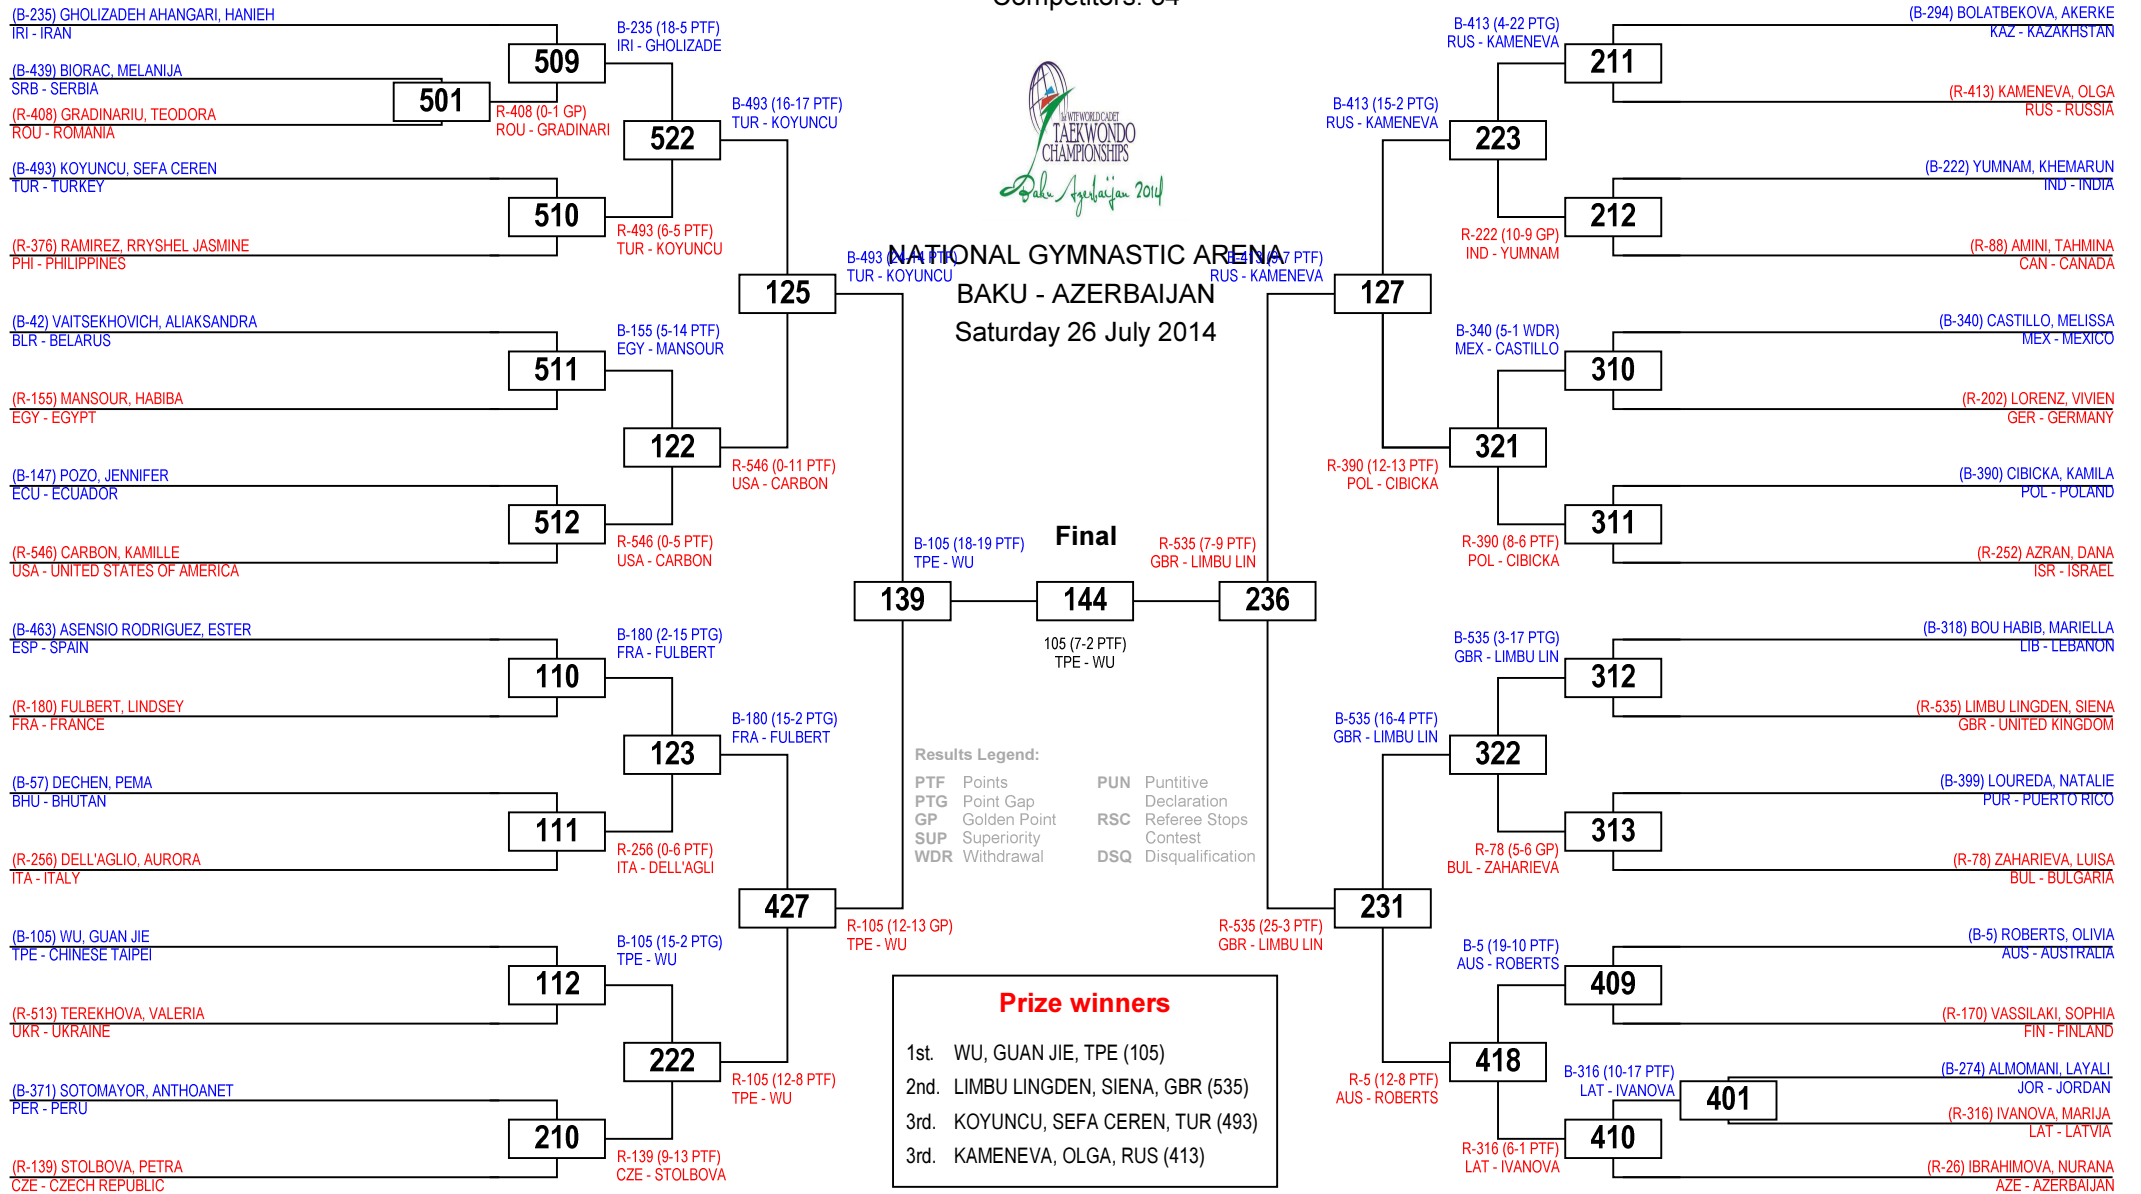 Competitors: 34
(B-235) GHOLIZADEH AHANGARI, HANIEH
IRI - IRAN
(B-439) BIORAC, MELANIJA
SRB - SERBIA
(R-408) GRADINARIU, TEODORA
ROU - ROMANIA
(B-493) KOYUNCU, SEFA CEREN
TUR - TURKEY
(R-376) RAMIREZ, RRYSHEL JASMINE
PHI - PHILIPPINES
(B-42) VAITSEKHOVICH, ALIAKSANDRA
BLR - BELARUS
(R-155) MANSOUR, HABIBA
EGY - EGYPT
(B-147) POZO, JENNIFER
ECU - ECUADOR
(R-546) CARBON, KAMILLE
USA - UNITED STATES OF AMERICA
(B-463) ASENSIO RODRIGUEZ, ESTER
ESP - SPAIN
(R-180) FULBERT, LINDSEY
FRA - FRANCE
(B-57) DECHEN, PEMA
BHU - BHUTAN
(R-256) DELL'AGLIO, AURORA
ITA - ITALY
(B-105) WU, GUAN JIE
TPE - CHINESE TAIPEI
(R-513) TEREKHOVA, VALERIA
UKR - UKRAINE
(B-371) SOTOMAYOR, ANTHOANET
PER - PERU
(R-139) STOLBOVA, PETRA
CZE - CZECH REPUBLIC
501
R-408 (0-1 GP)
ROU - GRADINARI
509
510
511
512
110
111
112
210
B-235 (18-5 PTF)
IRI - GHOLIZADE
R-493 (6-5 PTF)
TUR - KOYUNCU
B-155 (5-14 PTF)
EGY - MANSOUR
R-546 (0-5 PTF)
USA - CARBON
B-180 (2-15 PTG)
FRA - FULBERT
R-256 (0-6 PTF)
ITA - DELL'AGLI
B-105 (15-2 PTG)
TPE - WU
R-139 (9-13 PTF)
CZE - STOLBOVA
522
122
123
222
B-493 (16-17 PTF)
TUR - KOYUNCU
R-546 (0-11 PTF)
USA - CARBON
B-180 (15-2 PTG)
FRA - FULBERT
R-105 (12-8 PTF)
TPE - WU
125
427
B-493 (24-14 PTF)
TUR - KOYUNCU
R-105 (12-13 GP)
TPE - WU
139
B-105 (18-19 PTF)
TPE - WU
WTF WORLD CADET
TAEKWONDO
CHAMPIONSHIPS
Baku Azerbaijan 2014
NATIONAL GYMNASTIC ARENA
BAKU - AZERBAIJAN
Saturday 26 July 2014
Final
144
105 (7-2 PTF)
TPE - WU
R-535 (7-9 PTF)
GBR - LIMBU LIN
236
Results Legend:
PTF Points
PTG Point Gap
GP Golden Point
SUP Superiority
WDR Withdrawal
PUN Puntitive
Declaration
RSC Referee Stops
Contest
DSQ Disqualification
Prize winners
1st. WU, GUAN JIE, TPE (105)
2nd. LIMBU LINGDEN, SIENA, GBR (535)
3rd. KOYUNCU, SEFA CEREN, TUR (493)
3rd. KAMENEVA, OLGA, RUS (413)
PTF)
RUS - KAMENEVA
R-535 (25-3 PTF)
GBR - LIMBU LIN
127
231
B-413 (15-2 PTG)
RUS - KAMENEVA
R-390 (12-13 PTF)
POL - CIBICKA
B-535 (16-4 PTF)
GBR - LIMBU LIN
R-5 (12-8 PTF)
AUS - ROBERTS
223
321
322
418
B-413 (4-22 PTG)
RUS - KAMENEVA
R-222 (10-9 GP)
IND - YUMNAM
B-340 (5-1 WDR)
MEX - CASTILLO
R-390 (8-6 PTF)
POL - CIBICKA
B-535 (3-17 PTG)
GBR - LIMBU LIN
R-78 (5-6 GP)
BUL - ZAHARIEVA
B-5 (19-10 PTF)
AUS - ROBERTS
R-316 (6-1 PTF)
LAT - IVANOVA
211
212
310
311
312
313
409
410
B-316 (10-17 PTF)
LAT - IVANOVA
401
(B-294) BOLATBEKOVA, AKERKE
KAZ - KAZAKHSTAN
(R-413) KAMENEVA, OLGA
RUS - RUSSIA
(B-222) YUMNAM, KHEMARUN
IND - INDIA
(R-88) AMINI, TAHMINA
CAN - CANADA
(B-340) CASTILLO, MELISSA
MEX - MEXICO
(R-202) LORENZ, VIVIEN
GER - GERMANY
(B-390) CIBICKA, KAMILA
POL - POLAND
(R-252) AZRAN, DANA
ISR - ISRAEL
(B-318) BOU HABIB, MARIELLA
LIB - LEBANON
(R-535) LIMBU LINGDEN, SIENA
GBR - UNITED KINGDOM
(B-399) LOUREDA, NATALIE
PUR - PUERTO RICO
(R-78) ZAHARIEVA, LUISA
BUL - BULGARIA
(B-5) ROBERTS, OLIVIA
AUS - AUSTRALIA
(R-170) VASSILAKI, SOPHIA
FIN - FINLAND
(B-274) ALMOMANI, LAYALI
JOR - JORDAN
(R-316) IVANOVA, MARIJA
LAT - LATVIA
(R-26) IBRAHIMOVA, NURANA
AZE - AZERBAIJAN